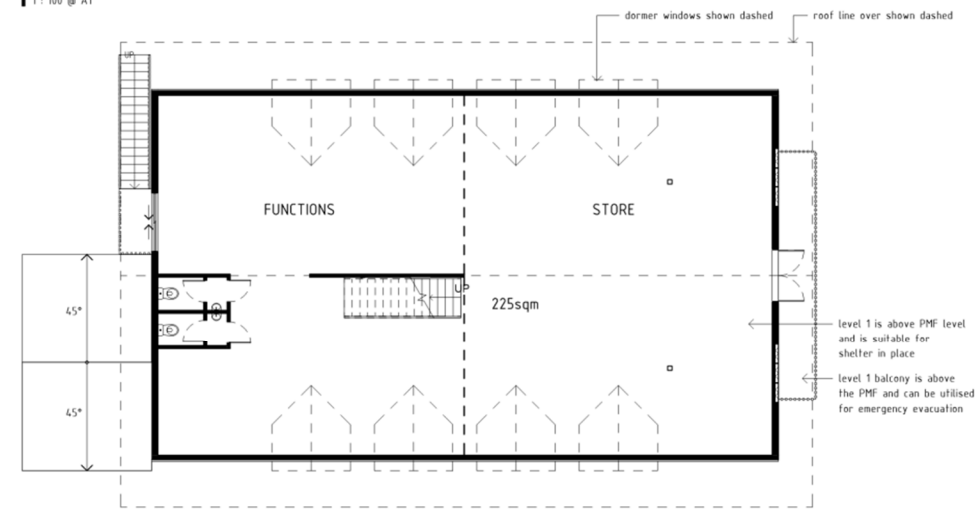 1 : 100 @ A1
dormer windows shown dashed
roof line over shown dashed
UP
FUNCTIONS
STORE
UP
225sqm
45°
45°
level 1 is above PMF level
and is suitable for
shelter in place
level 1 balcony is above
the PMF and can be utilised
for emergency evacuation